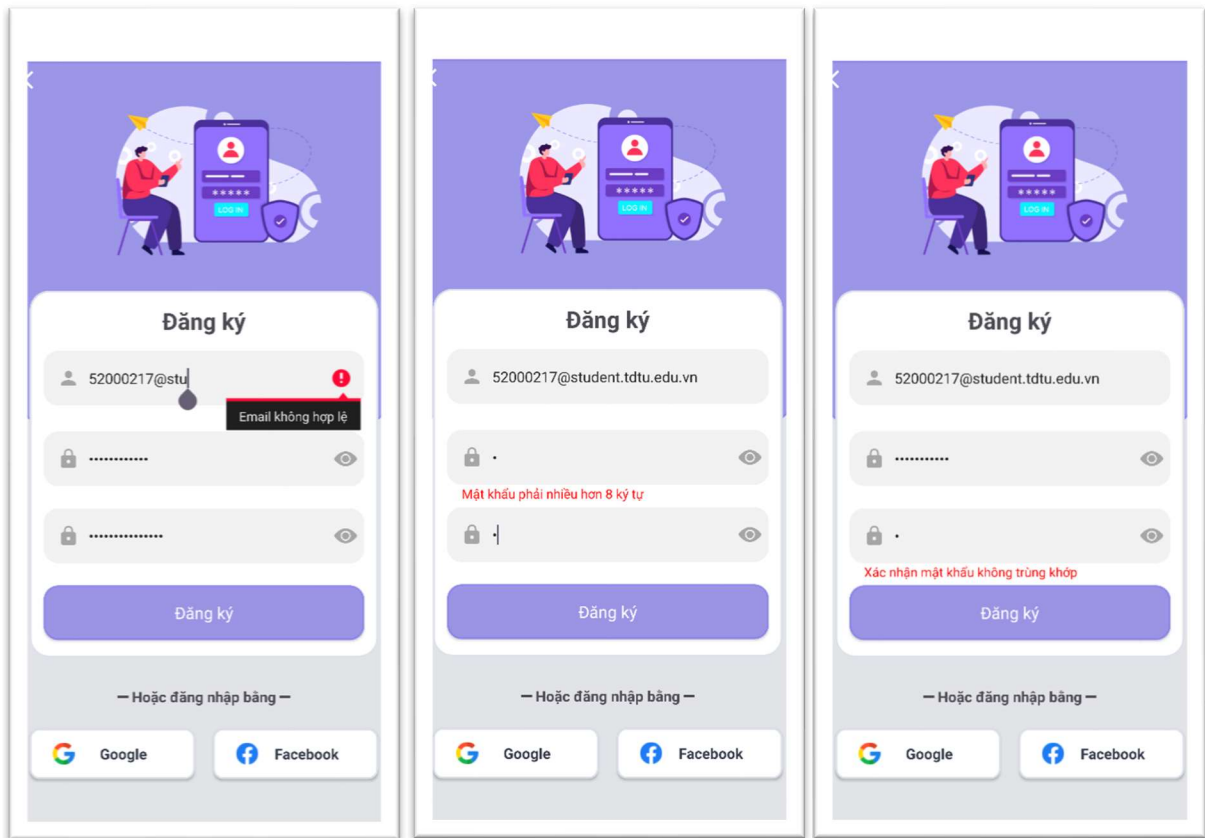 *****
LOG IN
Đăng ký
52000217@stu
Email không hợp lệ
••••••••••••
•••••••••••••••
Đăng ký
— Hoặc đăng nhập bằng —
Google
Facebook
*****
LOG IN
Đăng ký
52000217@student.tdtu.edu.vn
•
Mật khẩu phải nhiều hơn 8 ký tự
•
Đăng ký
— Hoặc đăng nhập bằng —
Google
Facebook
*****
LOG IN
Đăng ký
52000217@student.tdtu.edu.vn
•••••••••••
•
Xác nhận mật khẩu không trùng khớp
Đăng ký
— Hoặc đăng nhập bằng —
Google
Facebook